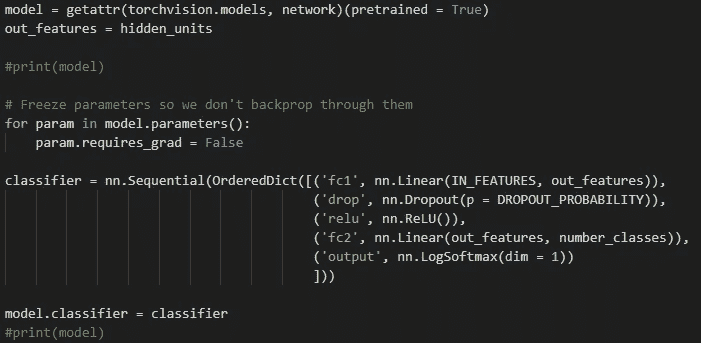 model = getattr(torchvision.models, network)(pretrained = True)
out_features = hidden_units
#print(model)
# Freeze parameters so we don't backprop through them
for param in model.parameters():
    param.requires_grad = False
classifier = nn.Sequential(OrderedDict([('fc1', nn.Linear(IN_FEATURES, out_features)),
                                        ('drop', nn.Dropout(p = DROPOUT_PROBABILITY)),
                                        ('relu', nn.ReLU()),
                                        ('fc2', nn.Linear(out_features, number_classes)),
                                        ('output', nn.LogSoftmax(dim = 1))
                                        ]))
model.classifier = classifier
#print(model)